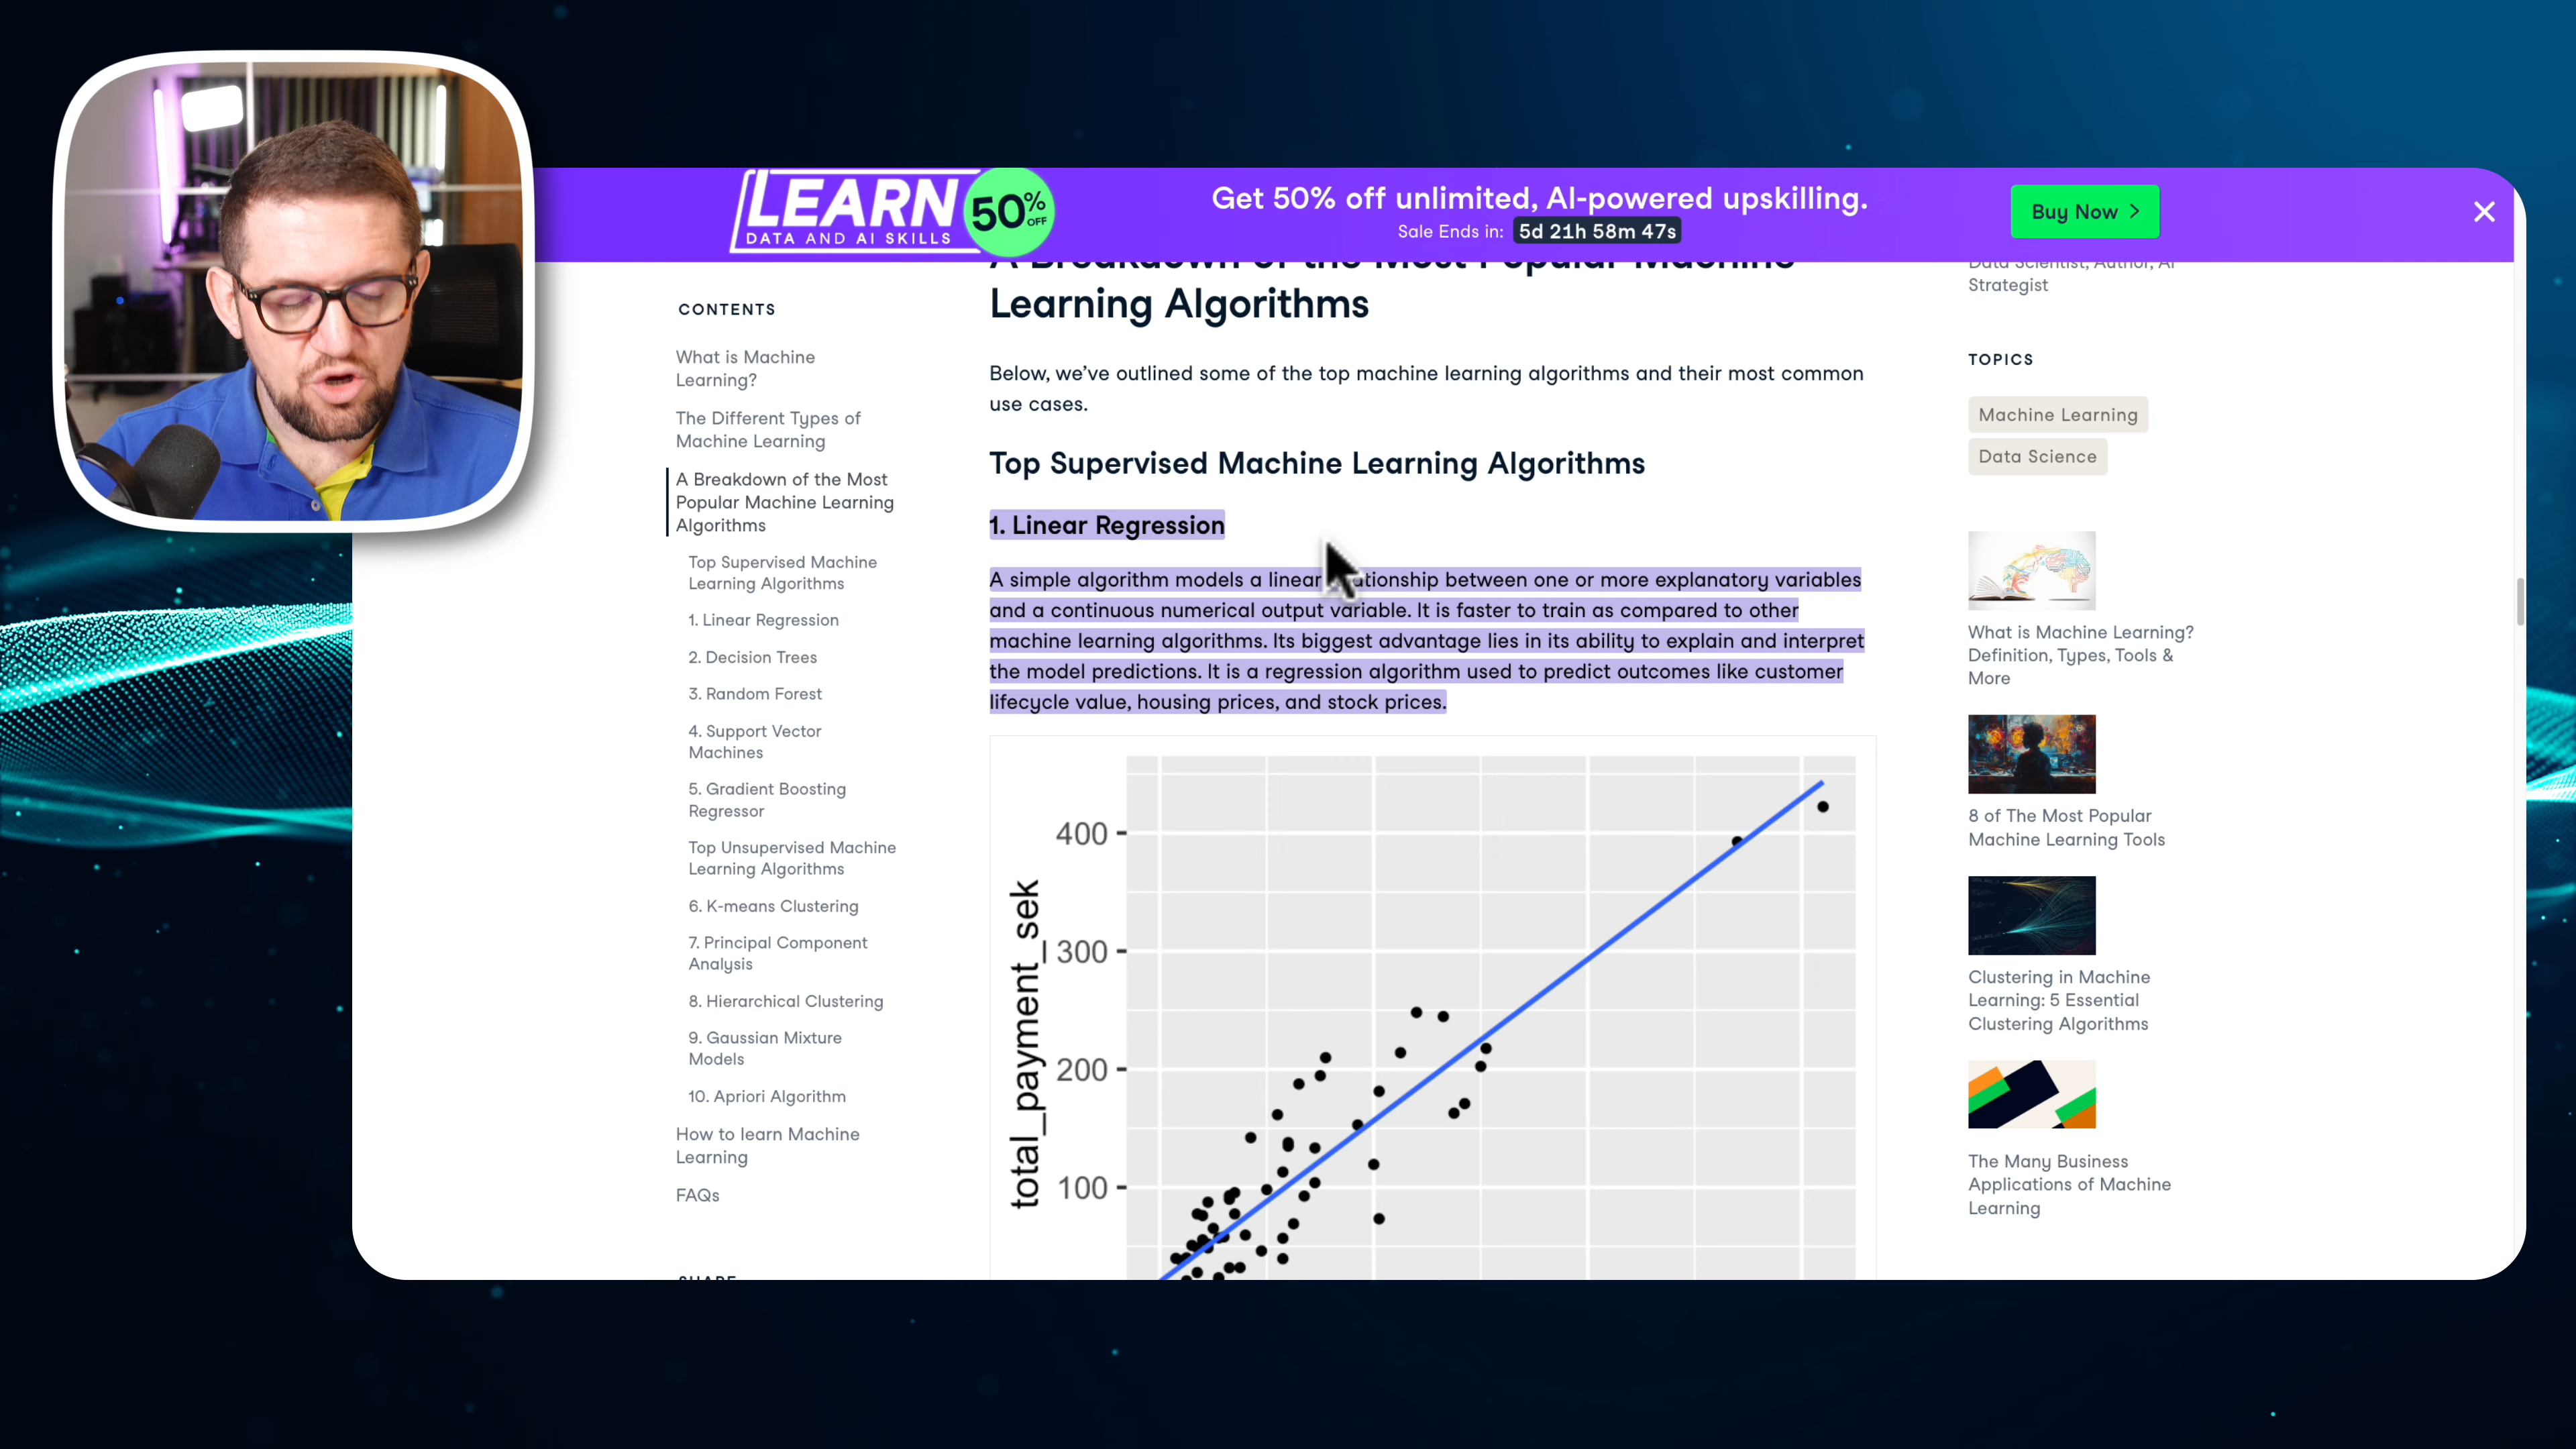 LEARN
DATA AND AI SKILLS
50%
OFF
Get 50% off unlimited, AI-powered upskilling.
Sale Ends in: 5d 21h 58m 47s
Buy Now
CONTENTS
What is Machine
Learning?
The Different Types of
Machine Learning
A Breakdown of the Most
Popular Machine Learning
Algorithms
Top Supervised Machine
Learning Algorithms
1. Linear Regression
2. Decision Trees
3. Random Forest
4. Support Vector
Machines
5. Gradient Boosting
Regressor
Top Unsupervised Machine
Learning Algorithms
6. K-means Clustering
7. Principal Component
Analysis
8. Hierarchical Clustering
9. Gaussian Mixture
Models
10. Apriori Algorithm
How to learn Machine
Learning
FAQs
SHARE
A Breakdown of the Most Popular Machine
Learning Algorithms
Below, we've outlined some of the top machine learning algorithms and their most common
use cases.
Top Supervised Machine Learning Algorithms
1. Linear Regression
A simple algorithm models a linear relationship between one or more explanatory variables
and a continuous numerical output variable. It is faster to train as compared to other
machine learning algorithms. Its biggest advantage lies in its ability to explain and interpret
the model predictions. It is a regression algorithm used to predict outcomes like customer
lifecycle value, housing prices, and stock prices.
total_payment_sek
400
300
200
100
Data Scientist, Author, AI
Strategist
TOPICS
Machine Learning
Data Science
What is Machine Learning?
Definition, Types, Tools &
More
8 of The Most Popular
Machine Learning Tools
Clustering in Machine
Learning: 5 Essential
Clustering Algorithms
The Many Business
Applications of Machine
Learning